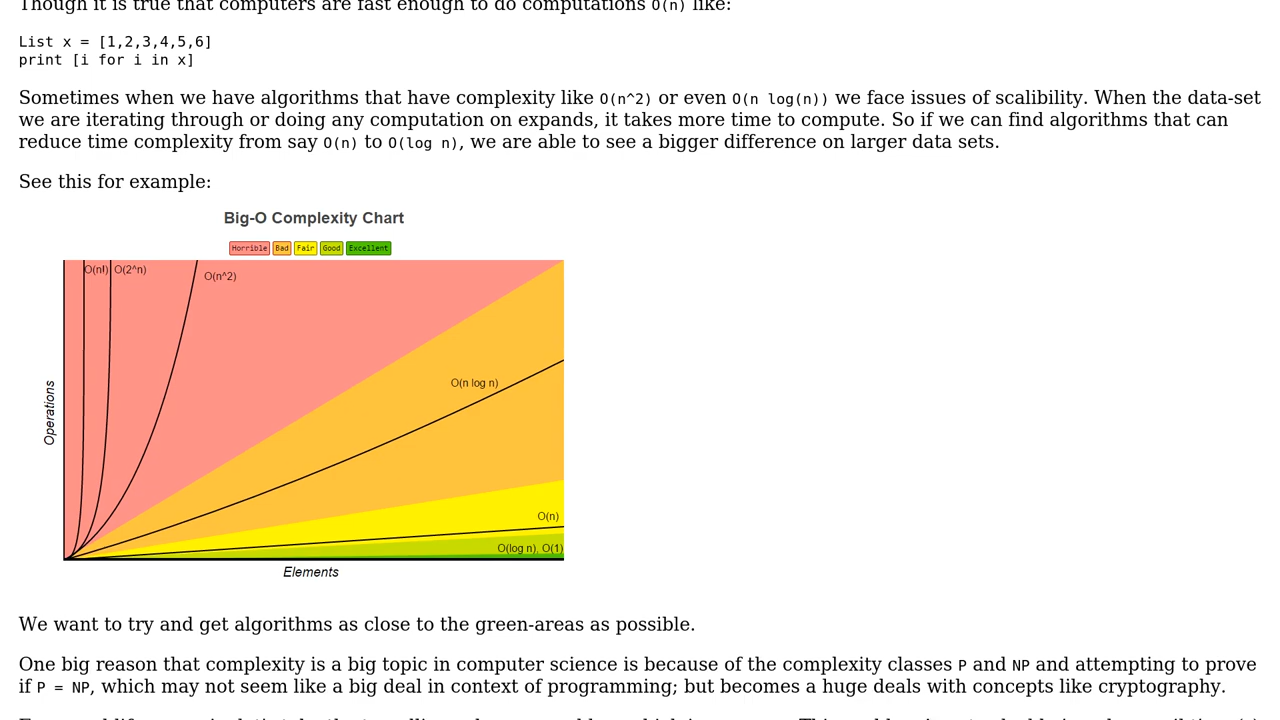 Though it is true that computers are fast enough to do computations O(n) like:
List x = [1,2,3,4,5,6]
print [i for i in x]
Sometimes when we have algorithms that have complexity like O(n^2) or even O(n log(n)) we face issues of scalibility. When the data-set
we are iterating through or doing any computation on expands, it takes more time to compute. So if we can find algorithms that can
reduce time complexity from say O(n) to O(log n), we are able to see a bigger difference on larger data sets.
See this for example:
Big-O Complexity Chart
Horrible Bad Fair Good Excellent
O(n!) O(2^n) O(n^2)
O(n log n)
Operations
O(n)
O(log n), O(1)
Elements
We want to try and get algorithms as close to the green-areas as possible.
One big reason that complexity is a big topic in computer science is because of the complexity classes P and NP and attempting to prove
if P = NP, which may not seem like a big deal in context of programming; but becomes a huge deals with concepts like cryptography.